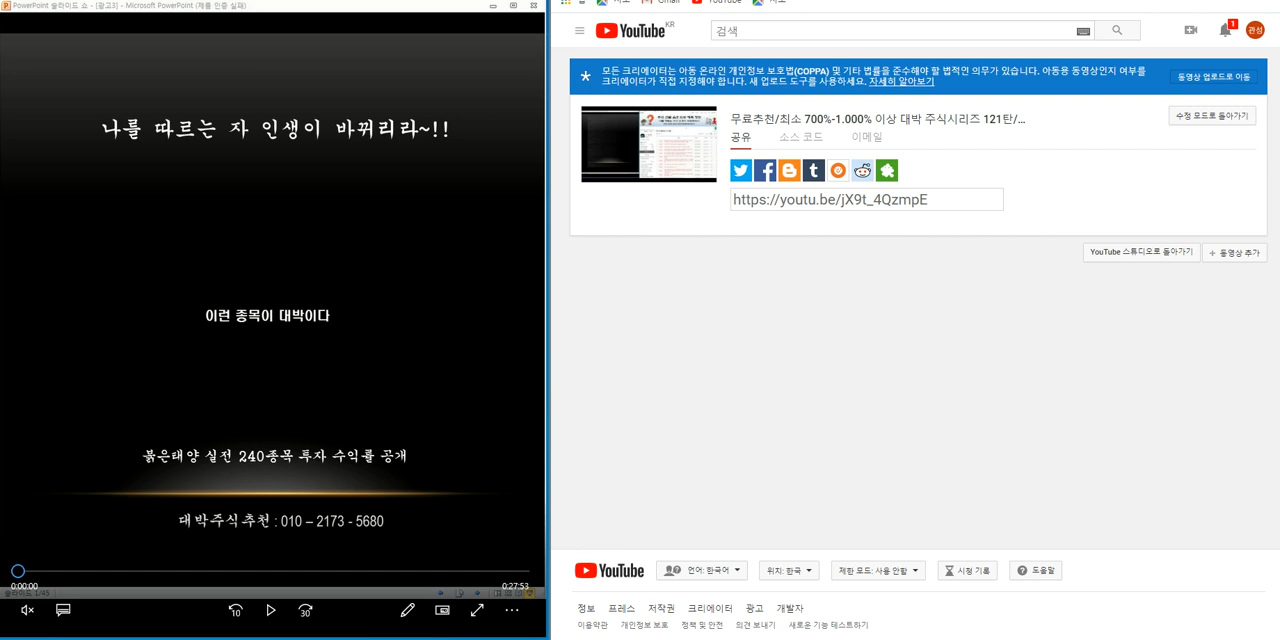 PowerPoint 슬라이드 쇼 - [광고3] - Microsoft PowerPoint (제품 인증 실패)
나를 따르는 자 인생이 바뀌리라~!!
이런 종목이 대박이다
붉은태양 실전 240종목 투자 수익률 공개
대박주식추천 : 010 – 2173 - 5680
0:00:00
0:27:53
슬라이드 1/45
10
30
Gmail
YouTube
YouTube KR
검색
1
관성
모든 크리에이터는 아동 온라인 개인정보 보호법(COPPA) 및 기타 법률을 준수해야 할 법적인 의무가 있습니다. 아동용 동영상인지 여부를
크리에이터가 직접 지정해야 합니다. 새 업로드 도구를 사용하세요. 자세히 알아보기
동영상 업로드로 이동
무료추천/최소 700%-1.000% 이상 대박 주식시리즈 121탄/...
수정 모드로 돌아가기
공유 소스 코드 이메일
https://youtu.be/jX9t_4QzmpE
YouTube 스튜디오로 돌아가기
+ 동영상 추가
YouTube
언어: 한국어
위치: 한국
제한 모드: 사용 안함
시청 기록
도움말
정보 프레스 저작권 크리에이터 광고 개발자
이용약관 개인정보 보호 정책 및 안전 의견 보내기 새로운 기능 테스트하기